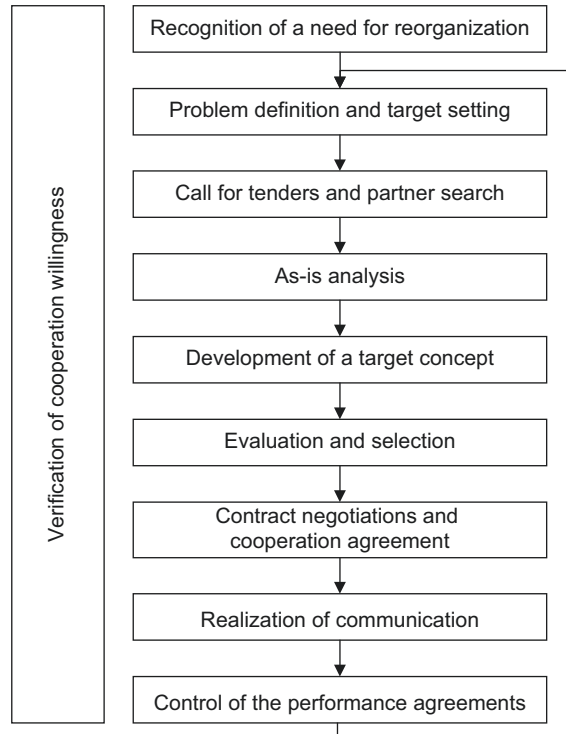 Verification of cooperation willingness
Recognition of a need for reorganization
Problem definition and target setting
Call for tenders and partner search
As-is analysis
Development of a target concept
Evaluation and selection
Contract negotiations and
cooperation agreement
Realization of communication
Control of the performance agreements